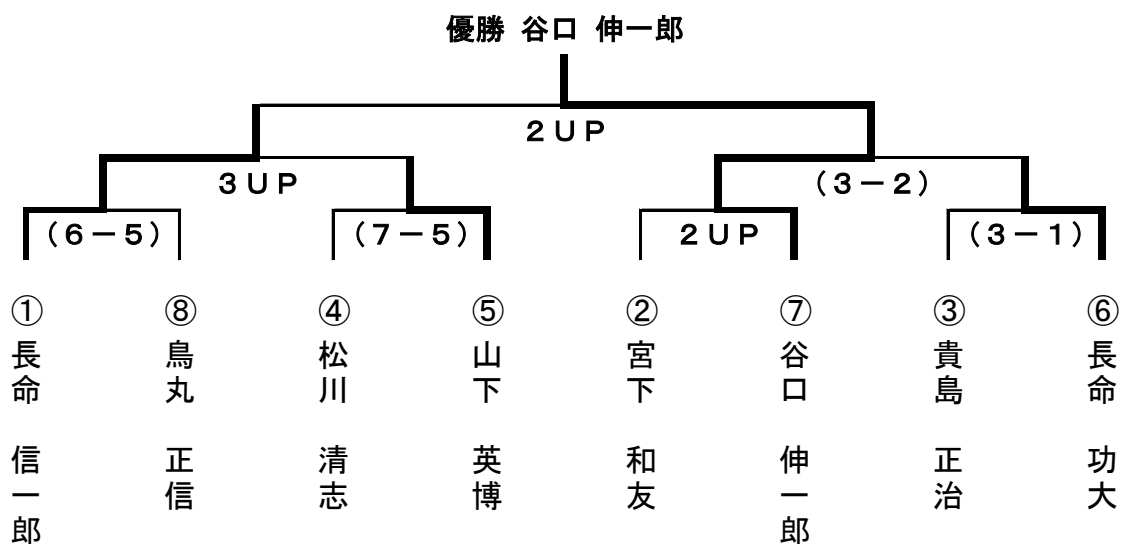 優勝 谷口 伸一郎
2UP
3UP
(3-2)
(6-5)
(7-5)
2UP
(3-1)
① 長命 信一郎
⑧ 鳥丸 正信
④ 松川 清志
⑤ 山下 英博
② 宮下 和友
⑦ 谷口 伸一郎
③ 貴島 正治
⑥ 長命 功大